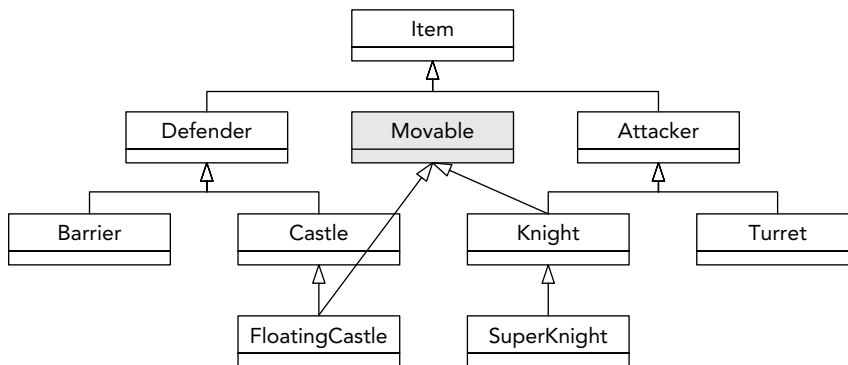 Item
Defender
Movable
Attacker
Barrier
Castle
Knight
Turret
FloatingCastle
SuperKnight